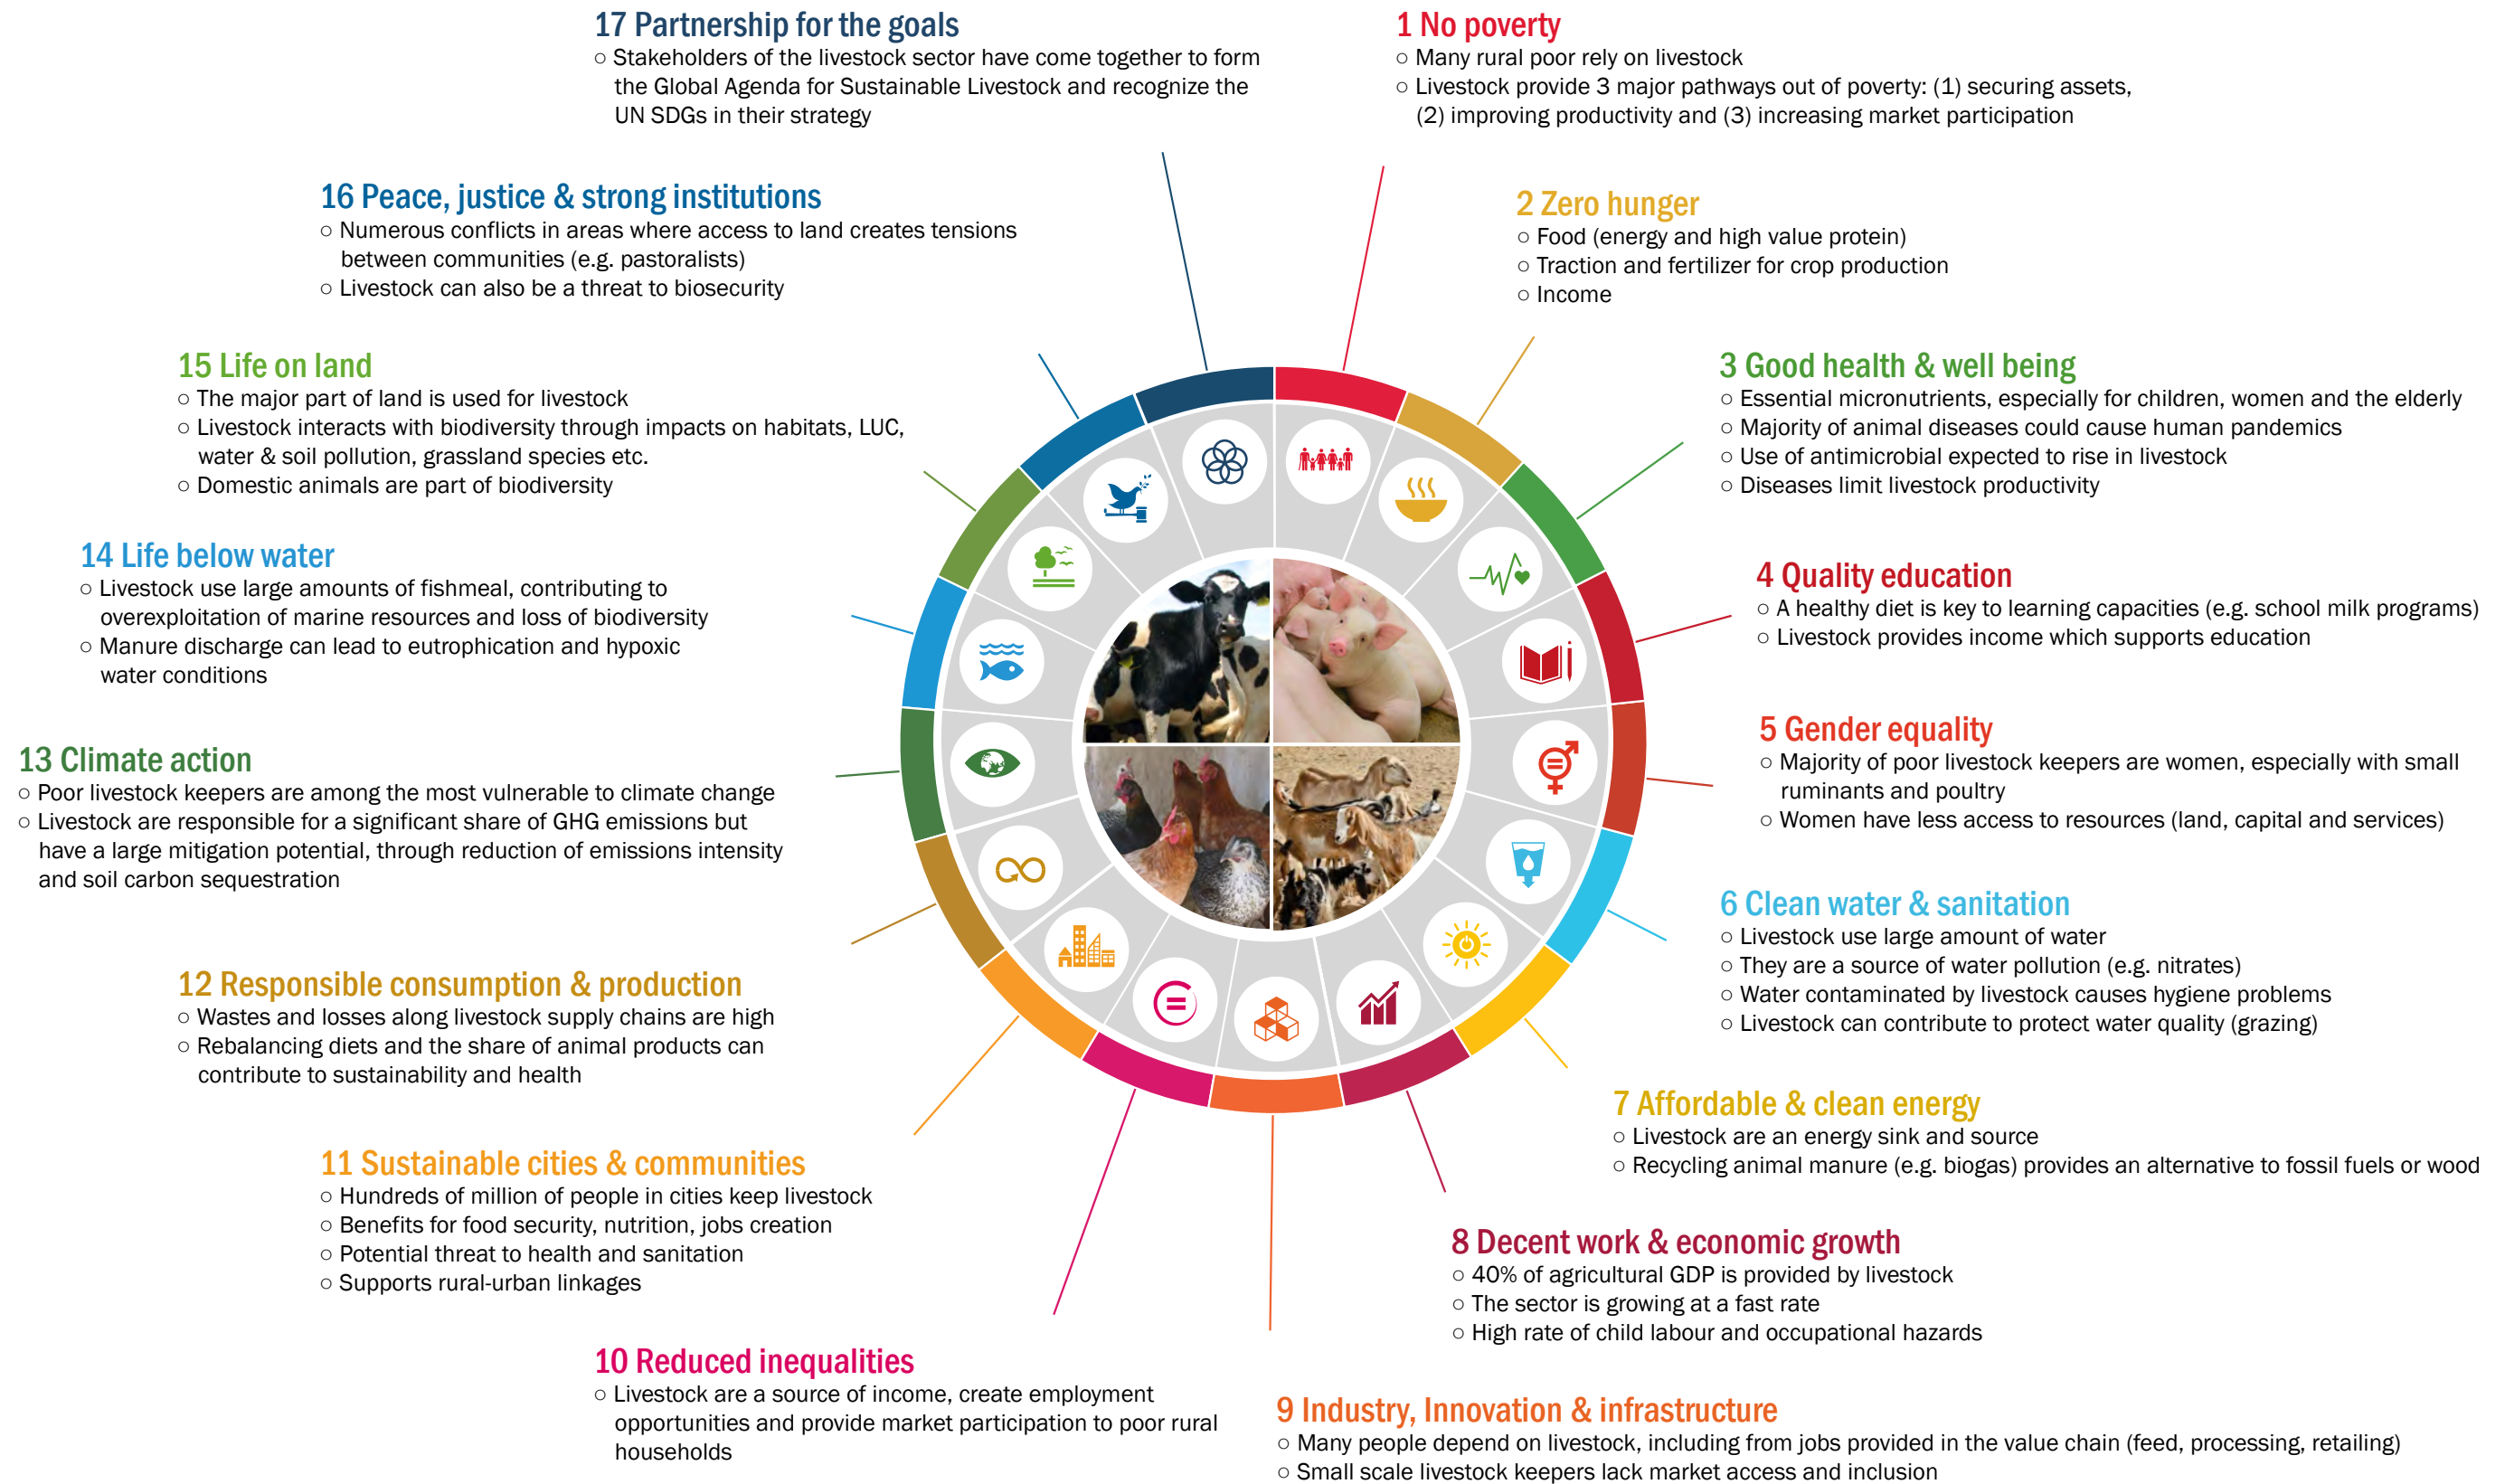 17 Partnership for the goals
○ Stakeholders of the livestock sector have come together to form
the Global Agenda for Sustainable Livestock and recognize the
UN SDGs in their strategy
1 No poverty
○ Many rural poor rely on livestock
○ Livestock provide 3 major pathways out of poverty: (1) securing assets,
(2) improving productivity and (3) increasing market participation
2 Zero hunger
○ Food (energy and high value protein)
○ Traction and fertilizer for crop production
○ Income
3 Good health & well being
○ Essential micronutrients, especially for children, women and the elderly
○ Majority of animal diseases could cause human pandemics
○ Use of antimicrobial expected to rise in livestock
○ Diseases limit livestock productivity
4 Quality education
○ A healthy diet is key to learning capacities (e.g. school milk programs)
○ Livestock provides income which supports education
5 Gender equality
○ Majority of poor livestock keepers are women, especially with small
ruminants and poultry
○ Women have less access to resources (land, capital and services)
6 Clean water & sanitation
○ Livestock use large amount of water
○ They are a source of water pollution (e.g. nitrates)
○ Water contaminated by livestock causes hygiene problems
○ Livestock can contribute to protect water quality (grazing)
7 Affordable & clean energy
○ Livestock are an energy sink and source
○ Recycling animal manure (e.g. biogas) provides an alternative to fossil fuels or wood
8 Decent work & economic growth
○ 40% of agricultural GDP is provided by livestock
○ The sector is growing at a fast rate
○ High rate of child labour and occupational hazards
9 Industry, Innovation & infrastructure
○ Many people depend on livestock, including from jobs provided in the value chain (feed, processing, retailing)
○ Small scale livestock keepers lack market access and inclusion
10 Reduced inequalities
○ Livestock are a source of income, create employment
opportunities and provide market participation to poor rural
households
11 Sustainable cities & communities
○ Hundreds of million of people in cities keep livestock
○ Benefits for food security, nutrition, jobs creation
○ Potential threat to health and sanitation
○ Supports rural-urban linkages
12 Responsible consumption & production
○ Wastes and losses along livestock supply chains are high
○ Rebalancing diets and the share of animal products can
contribute to sustainability and health
13 Climate action
○ Poor livestock keepers are among the most vulnerable to climate change
○ Livestock are responsible for a significant share of GHG emissions but
have a large mitigation potential, through reduction of emissions intensity
and soil carbon sequestration
14 Life below water
○ Livestock use large amounts of fishmeal, contributing to
overexploitation of marine resources and loss of biodiversity
○ Manure discharge can lead to eutrophication and hypoxic
water conditions
15 Life on land
○ The major part of land is used for livestock
○ Livestock interacts with biodiversity through impacts on habitats, LUC,
water & soil pollution, grassland species etc.
○ Domestic animals are part of biodiversity
16 Peace, justice & strong institutions
○ Numerous conflicts in areas where access to land creates tensions
between communities (e.g. pastoralists)
○ Livestock can also be a threat to biosecurity